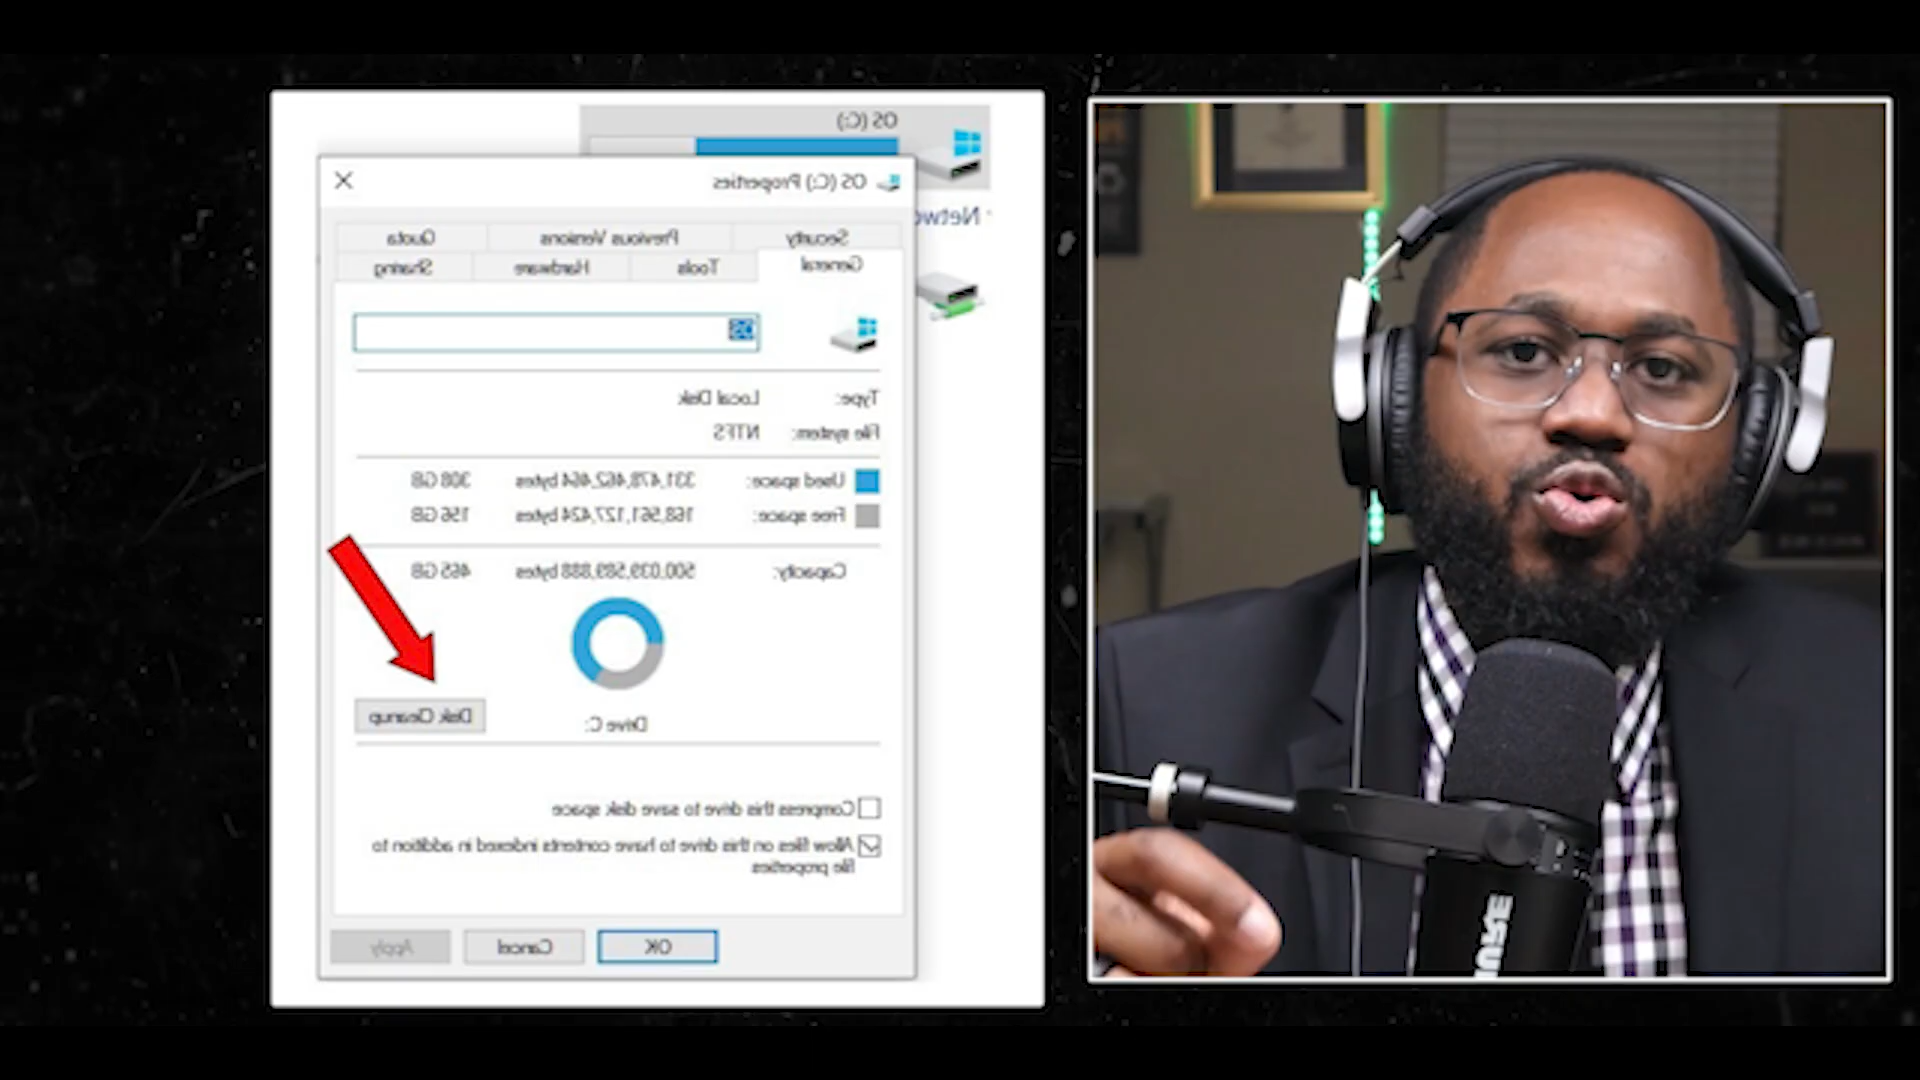 OS (C:)
Netwo
OS (C:) Properties
Security Previous Versions Quota
General Tools Hardware Sharing
OS
Type: Local Disk
File system: NTFS
Used space: 331,478,462,464 bytes 308 GB
Free space: 168,561,127,424 bytes 156 GB
Capacity: 500,039,589,888 bytes 465 GB
Drive C:
Disk Cleanup
Compress this drive to save disk space
Allow files on this drive to have contents indexed in addition to
file properties
OK Cancel Apply